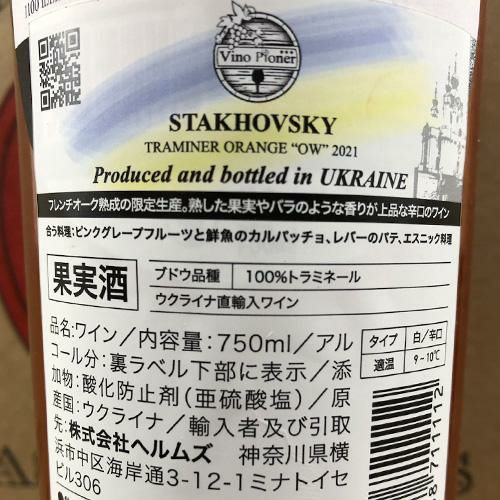 Vino Pioner
STAKHOVSKY
TRAMINER ORANGE "OW" 2021
Produced and bottled in UKRAINE
フレンチオーク熟成の限定生産。熟した果実やバラのような香りが上品な辛口のワイン
合う料理：ピンクグレープフルーツと鮮魚のカルパッチョ、レバーのパテ、エスニック料理
果実酒
ブドウ品種 100%トラミネール
ウクライナ直輸入ワイン
品名:ワイン／内容量：750ml／アル
コール分：裏ラベル下部に表示／添
加物：酸化防止剤(亜硫酸塩)／原
産国：ウクライナ／輸入者及び引取
先：株式会社ヘルムズ 神奈川県横
浜市中区海岸通3-12-1ミナトイセ
ビル306
タイプ 白／辛口
適温 9-10℃
8711112